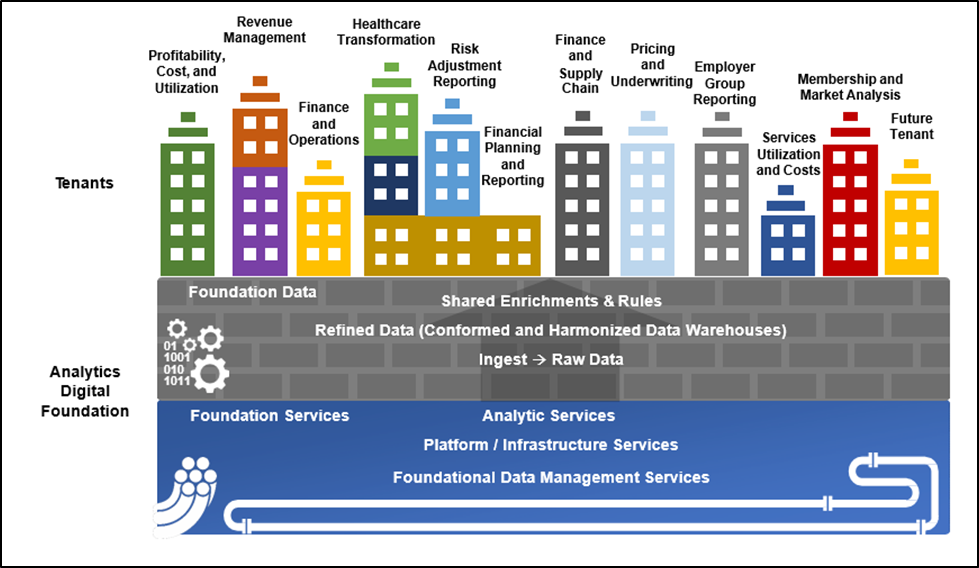 Revenue
Management
Healthcare
Transformation
Profitability,
Cost, and
Utilization
Finance
and
Operations
Risk
Adjustment
Reporting
Financial
Planning
and
Reporting
Finance
and
Supply
Chain
Pricing
and
Underwriting
Employer
Group
Reporting
Services
Utilization
and Costs
Membership and
Market Analysis
Future
Tenant
Tenants
Analytics
Digital
Foundation
Foundation Data
Shared Enrichments & Rules
Refined Data (Conformed and Harmonized Data Warehouses)
Ingest → Raw Data
01
1001
010
1011
Foundation Services
Analytic Services
Platform / Infrastructure Services
Foundational Data Management Services